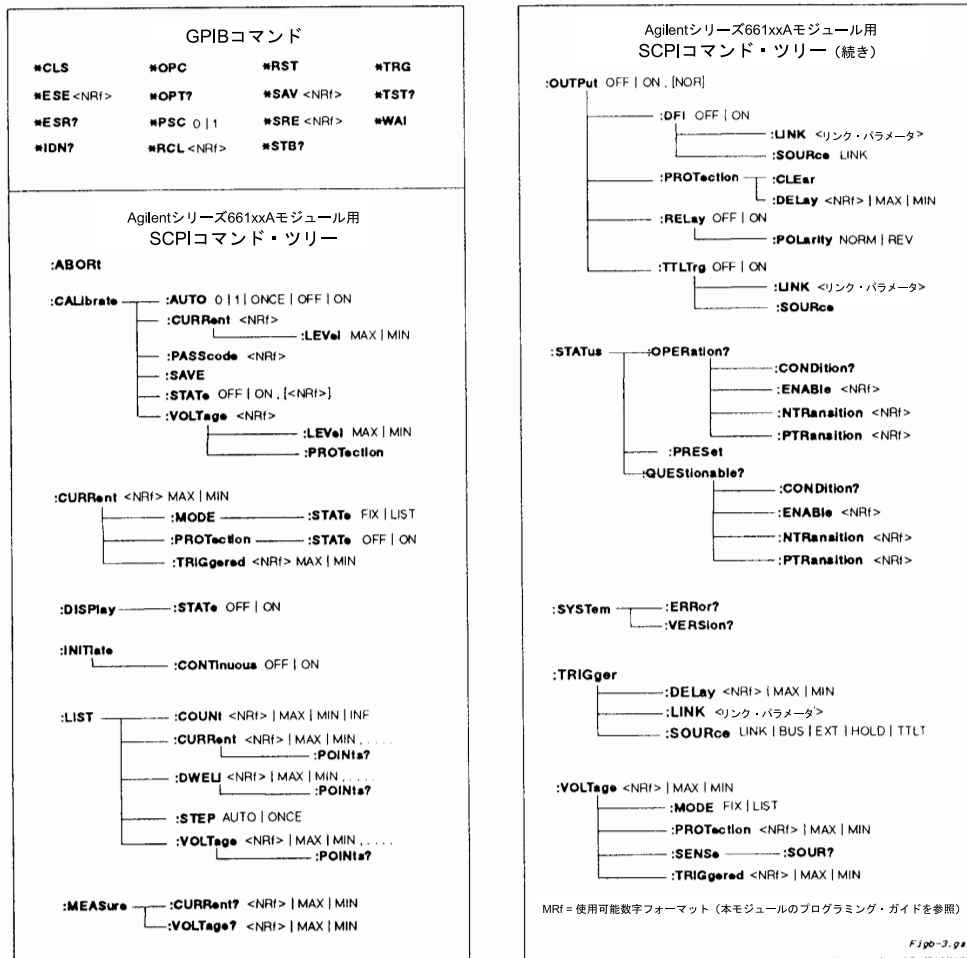 GPIBコマンド
*CLS *OPC *RST *TRG
*ESE <NRf> *OPT? *SAV <NRf> *TST?
*ESR? *PSC 0 | 1 *SRE <NRf> *WAI
*IDN? *RCL <NRf> *STB?
Agilentシリーズ661xxAモジュール用
SCPIコマンド・ツリー
:ABORt
:CALibrate :AUTO 0 | 1 | ONCE | OFF | ON
:CURRent <NRf>
:LEVel MAX | MIN
:PASScode <NRf>
:SAVE
:STATe OFF | ON , [<NRf>]
:VOLTage <NRf>
:LEVel MAX | MIN
:PROTection
:CURRent <NRf> MAX | MIN
:MODE :STATe FIX | LIST
:PROTection :STATe OFF | ON
:TRIGgered <NRf> MAX | MIN
:DISPlay :STATe OFF | ON
:INITiate
:CONTinuous OFF | ON
:LIST :COUNt <NRf> | MAX | MIN | INF
:CURRent <NRf> | MAX | MIN , . . . .
:POINts?
:DWELl <NRf> | MAX | MIN , . . . .
:POINts?
:STEP AUTO | ONCE
:VOLTage <NRf> | MAX | MIN , . . . .
:POINts?
:MEASure :CURRent? <NRf> | MAX | MIN
:VOLTage? <NRf> | MAX | MIN
Agilentシリーズ661xxAモジュール用
SCPIコマンド・ツリー（続き）
:OUTPut OFF | ON , [NOR]
:DFI OFF | ON
:LINK <リンク・パラメータ>
:SOURce LINK
:PROTection :CLEar
:DELay <NRf> | MAX | MIN
:RELay OFF | ON
:POLarity NORM | REV
:TTLTrg OFF | ON
:LINK <リンク・パラメータ>
:SOURce
:STATus :OPERation?
:CONDition?
:ENABle <NRf>
:NTRansition <NRf>
:PTRansition <NRf>
:PRESet
:QUEStionable?
:CONDition?
:ENABle <NRf>
:NTRansition <NRf>
:PTRansition <NRf>
:SYSTem :ERRor?
:VERSion?
:TRIGger
:DELay <NRf> | MAX | MIN
:LINK <リンク・パラメータ>
:SOURce LINK | BUS | EXT | HOLD | TTLT
:VOLTage <NRf> | MAX | MIN
:MODE FIX | LIST
:PROTection <NRf> | MAX | MIN
:SENSe :SOUR?
:TRIGgered <NRf> | MAX | MIN
MRf = 使用可能数字フォーマット（本モジュールのプログラミング・ガイドを参照）